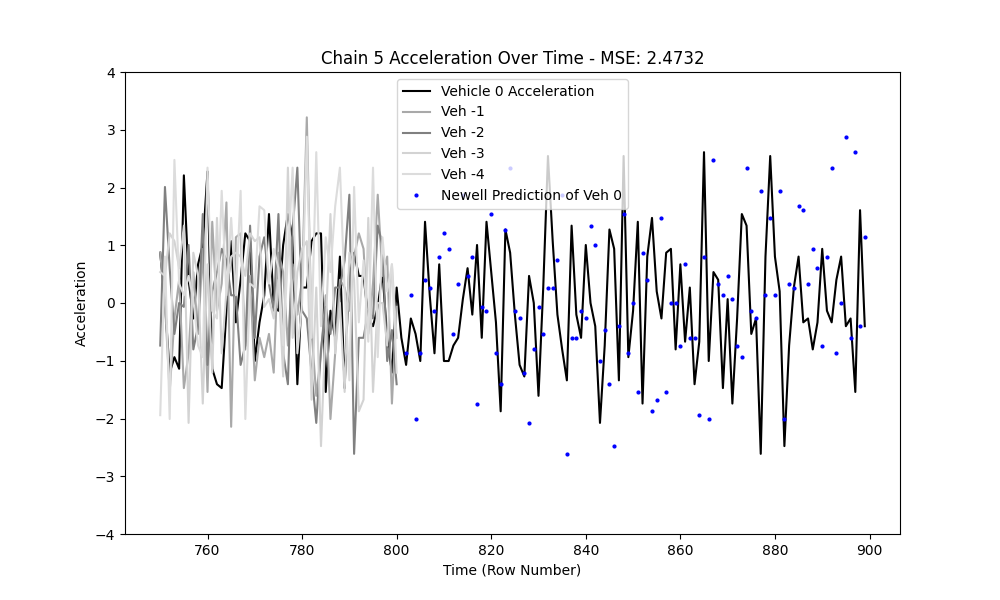 Chain 5 Acceleration Over Time - MSE: 2.4732
Vehicle 0 Acceleration
Veh -1
Veh -2
Veh -3
Veh -4
Newell Prediction of Veh 0
Acceleration
4
3
2
1
0
−1
−2
−3
−4
760 780 800 820 840 860 880 900
Time (Row Number)